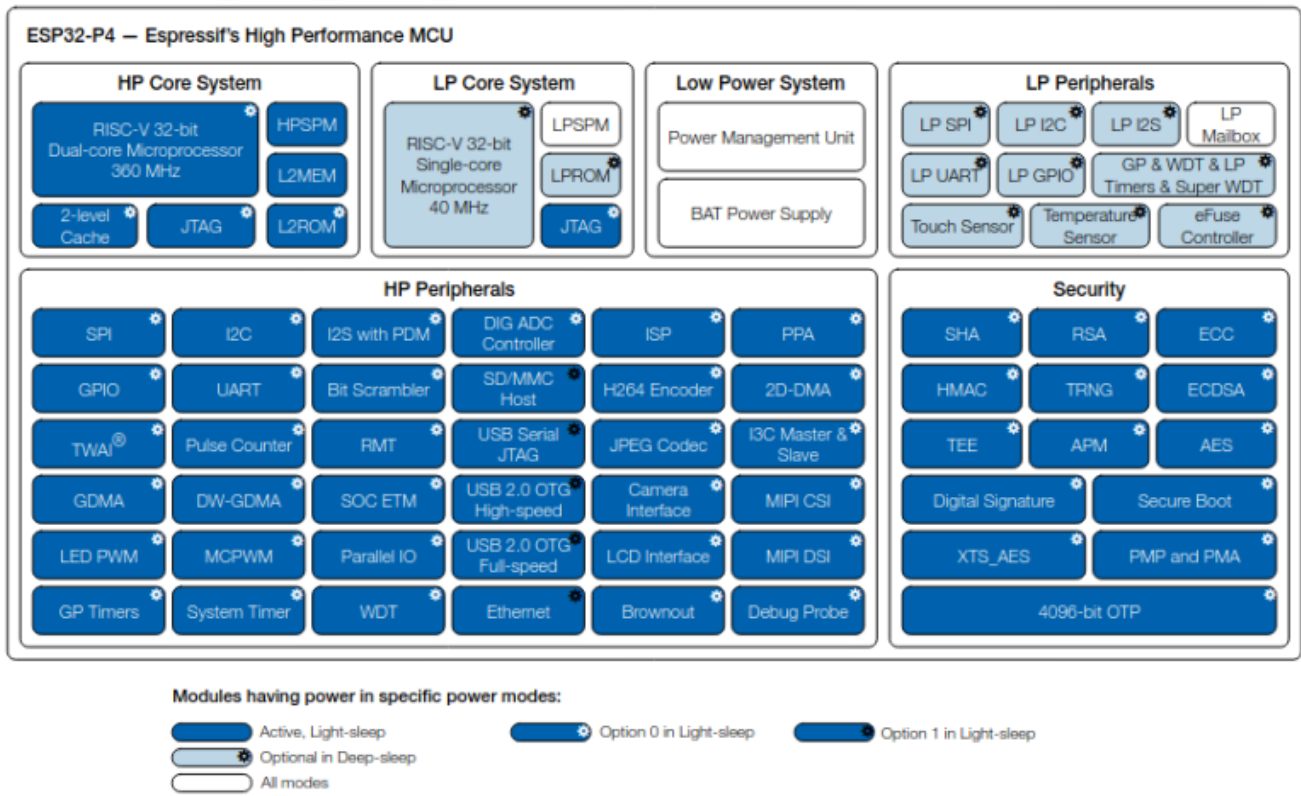 ESP32-P4 — Espressif's High Performance MCU
HP Core System
RISC-V 32-bit
Dual-core Microprocessor
360 MHz
HPSPM
L2MEM
2-level
Cache
JTAG
L2ROM
LP Core System
RISC-V 32-bit
Single-core
Microprocessor
40 MHz
LPSPM
LPROM
JTAG
Low Power System
Power Management Unit
BAT Power Supply
LP Peripherals
LP SPI
LP I2C
LP I2S
LP
Mailbox
LP UART
LP GPIO
GP & WDT & LP
Timers & Super WDT
Touch Sensor
Temperature
Sensor
eFuse
Controller
HP Peripherals
SPI
I2C
I2S with PDM
DIG ADC
Controller
ISP
PPA
GPIO
UART
Bit Scrambler
SD/MMC
Host
H264 Encoder
2D-DMA
TWAI®
Pulse Counter
RMT
USB Serial
JTAG
JPEG Codec
I3C Master &
Slave
GDMA
DW-GDMA
SOC ETM
USB 2.0 OTG
High-speed
Camera
Interface
MIPI CSI
LED PWM
MCPWM
Parallel IO
USB 2.0 OTG
Full-speed
LCD Interface
MIPI DSI
GP Timers
System Timer
WDT
Ethernet
Brownout
Debug Probe
Security
SHA
RSA
ECC
HMAC
TRNG
ECDSA
TEE
APM
AES
Digital Signature
Secure Boot
XTS_AES
PMP and PMA
4096-bit OTP
Modules having power in specific power modes:
Active, Light-sleep
Option 0 in Light-sleep
Option 1 in Light-sleep
Optional in Deep-sleep
All modes